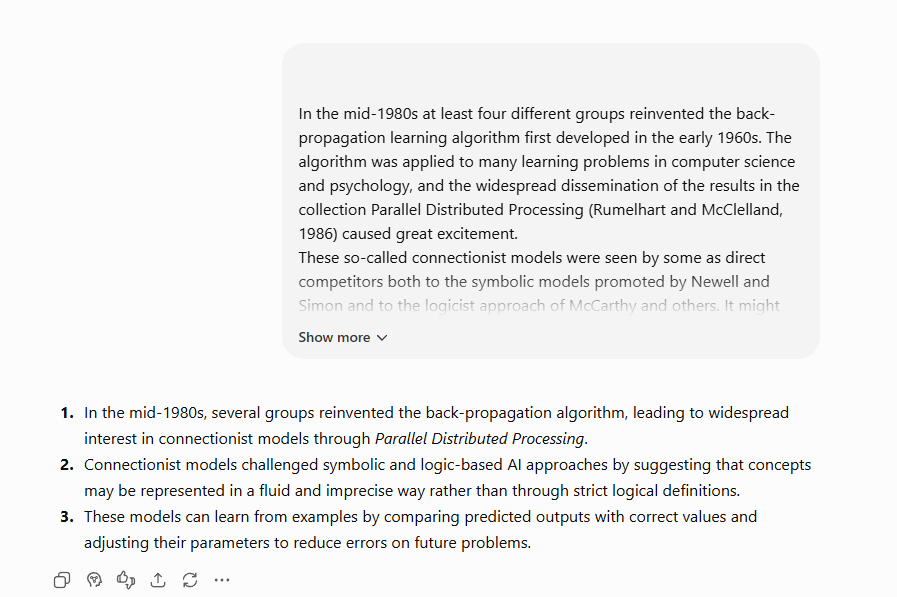 In the mid-1980s at least four different groups reinvented the back-
propagation learning algorithm first developed in the early 1960s. The
algorithm was applied to many learning problems in computer science
and psychology, and the widespread dissemination of the results in the
collection Parallel Distributed Processing (Rumelhart and McClelland,
1986) caused great excitement.
These so-called connectionist models were seen by some as direct
competitors both to the symbolic models promoted by Newell and
Simon and to the logicist approach of McCarthy and others. It might
Show more
1. In the mid-1980s, several groups reinvented the back-propagation algorithm, leading to widespread
interest in connectionist models through Parallel Distributed Processing.
2. Connectionist models challenged symbolic and logic-based AI approaches by suggesting that concepts
may be represented in a fluid and imprecise way rather than through strict logical definitions.
3. These models can learn from examples by comparing predicted outputs with correct values and
adjusting their parameters to reduce errors on future problems.